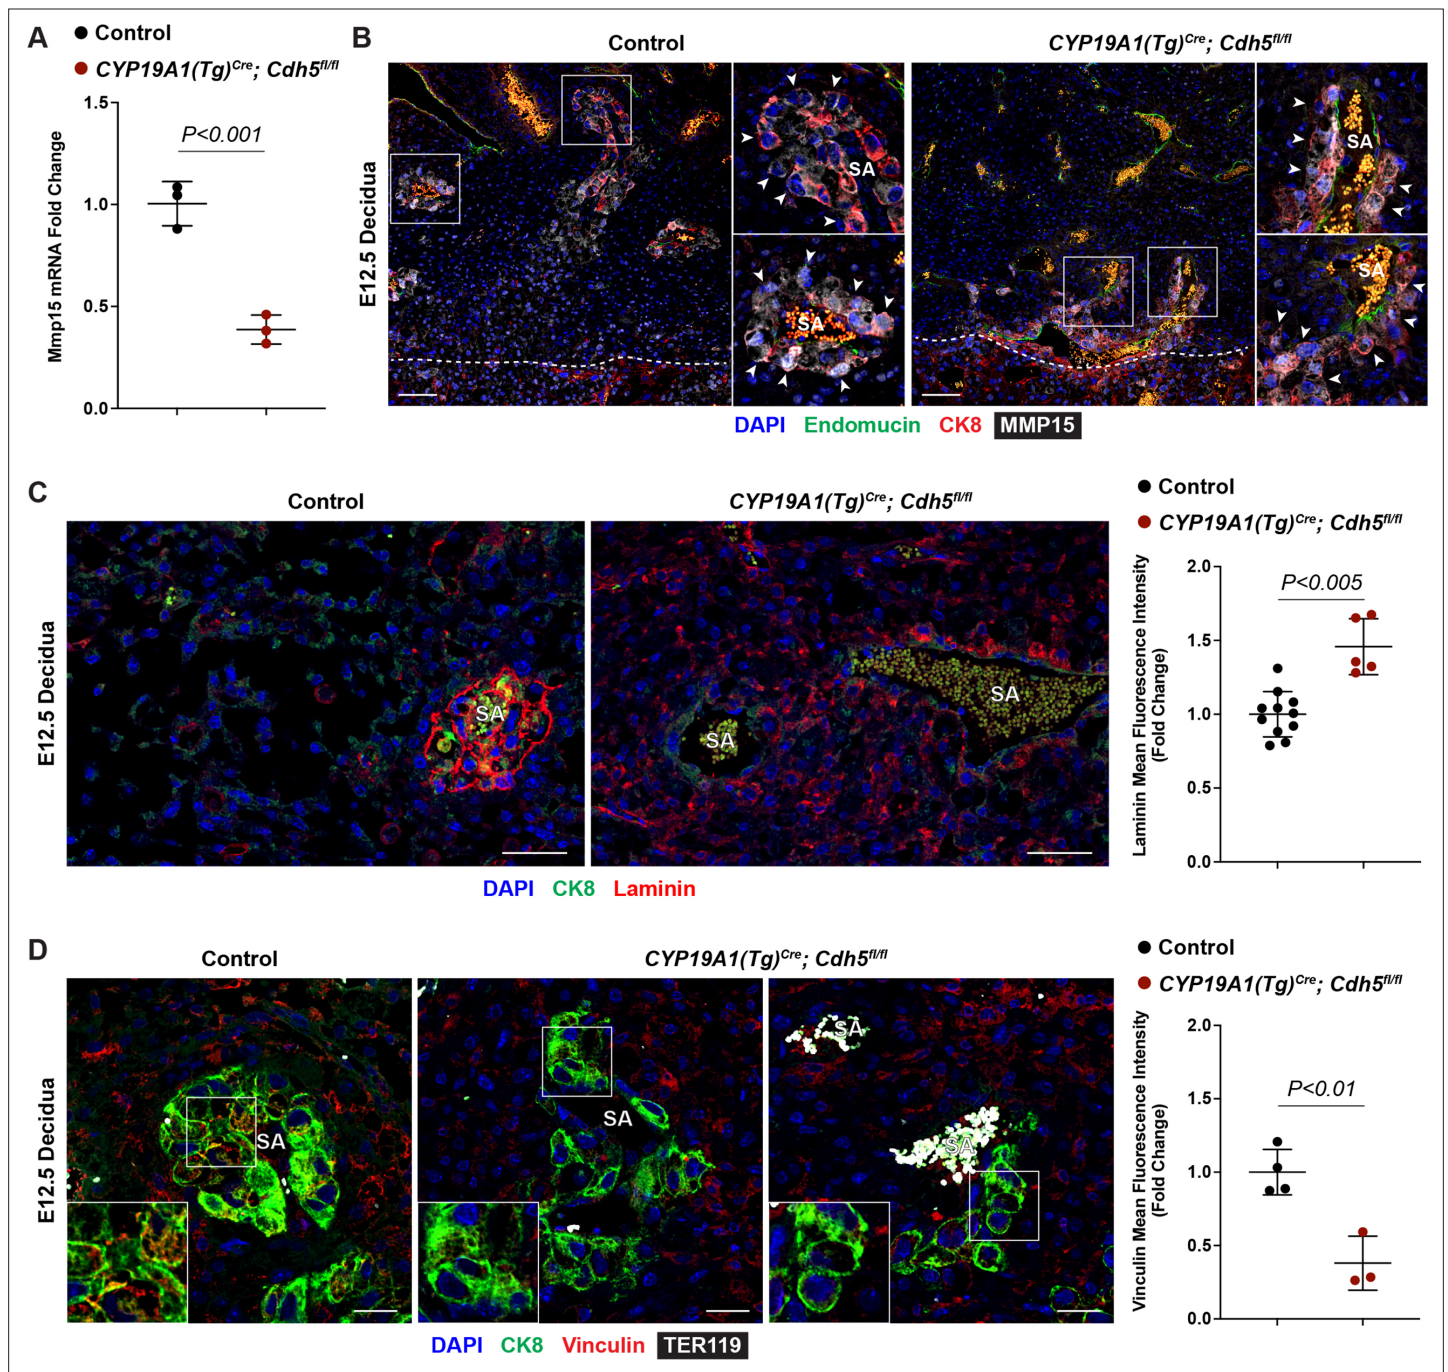 A
Control
CYP19A1(Tg)Cre; Cdh5fl/fl
Mmp15 mRNA Fold Change
1.5
1.0
0.5
0.0
P<0.001
B
Control
CYP19A1(Tg)Cre; Cdh5fl/fl
E12.5 Decidua
SA
SA
SA
SA
DAPI Endomucin CK8 MMP15
C
Control
CYP19A1(Tg)Cre; Cdh5fl/fl
E12.5 Decidua
SA
SA
SA
DAPI CK8 Laminin
Control
CYP19A1(Tg)Cre; Cdh5fl/fl
Laminin Mean Fluorescence Intensity
(Fold Change)
2.0
1.5
1.0
0.5
0.0
P<0.005
D
Control
CYP19A1(Tg)Cre; Cdh5fl/fl
E12.5 Decidua
SA
SA
SA
SA
DAPI CK8 Vinculin TER119
Control
CYP19A1(Tg)Cre; Cdh5fl/fl
Vinculin Mean Fluorescence Intensity
(Fold Change)
2.0
1.5
1.0
0.5
0.0
P<0.01